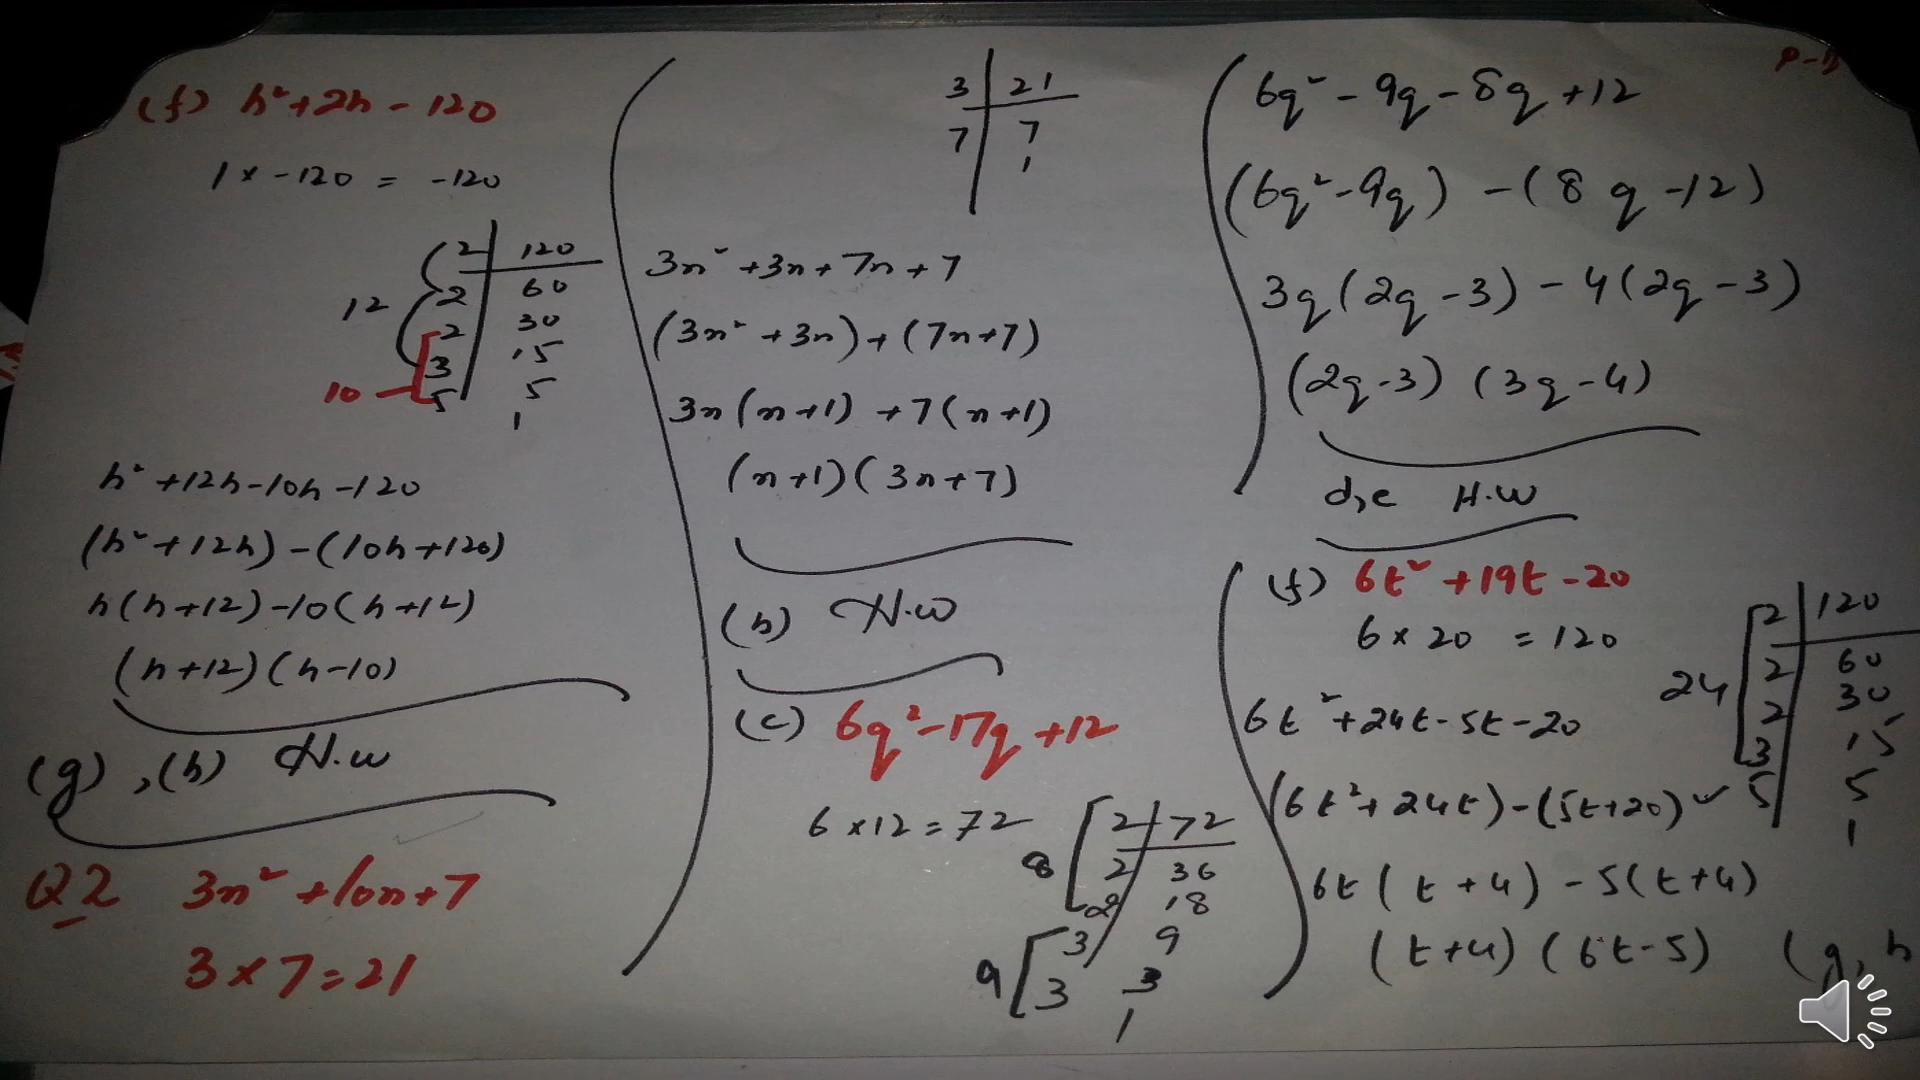 (f) h²+2h-120
1 x -120 = -120
2 120
2 60
12
2 30
3 15
10
5 5
1
h²+12h-10h-120
(h²+12h)-(10h+120)
h(h+12)-10(h+12)
(h+12)(h-10)
(g),(h) H.w
Q2 3n²+10n+7
3x7=21
3 21
7 7
1
3n²+3n+7n+7
(3n²+3n)+(7n+7)
3n(n+1)+7(n+1)
(n+1)(3n+7)
(b) H.w
(c) 6q²-17q+12
6x12=72
2 72
8
2 36
2 18
3 9
9
3 3
1
P-
6q²-9q-8q+12
(6q²-9q)-(8q-12)
3q(2q-3)-4(2q-3)
(2q-3)(3q-4)
d,e H.w
(f) 6t²+19t-20
6x20=120
2 120
2 60
24
2 30
3 15
5 5
1
6t²+24t-5t-20
(6t²+24t)-(5t+20)
6t(t+4)-5(t+4)
(t+4)(6t-5)
(g,h